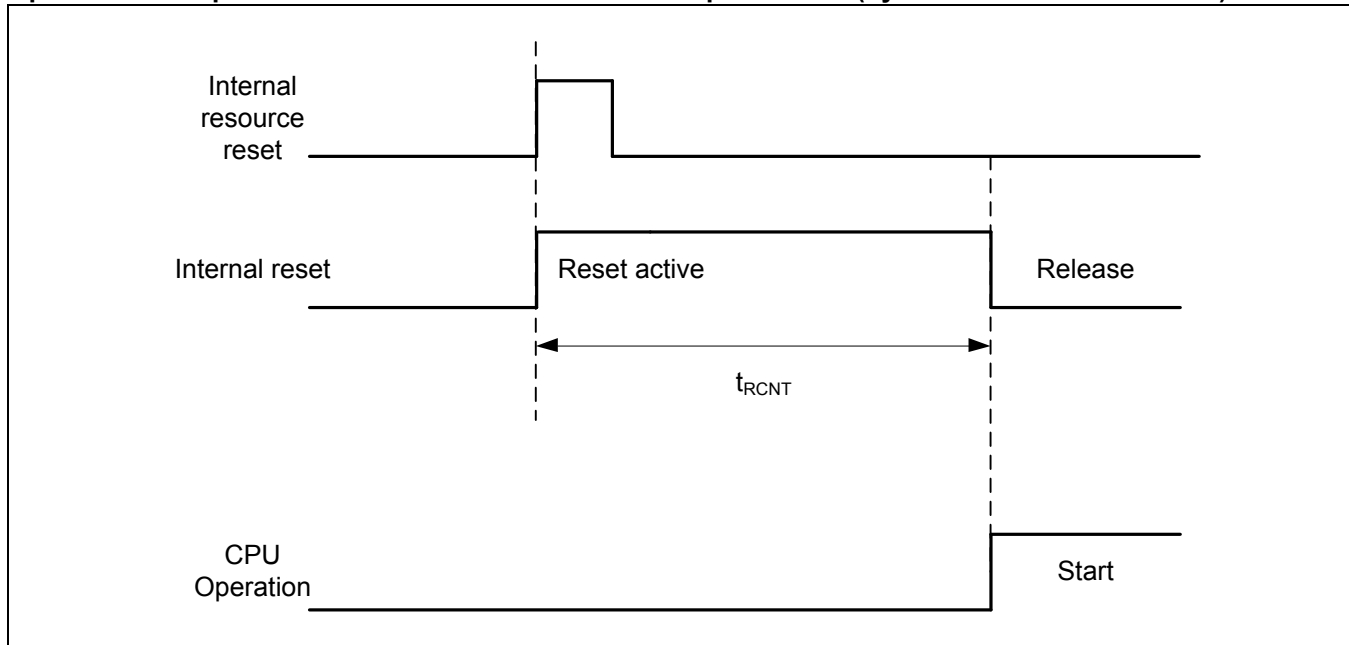 Internal
resource
reset
Internal reset
Reset active
Release
tRCNT
CPU
Operation
Start